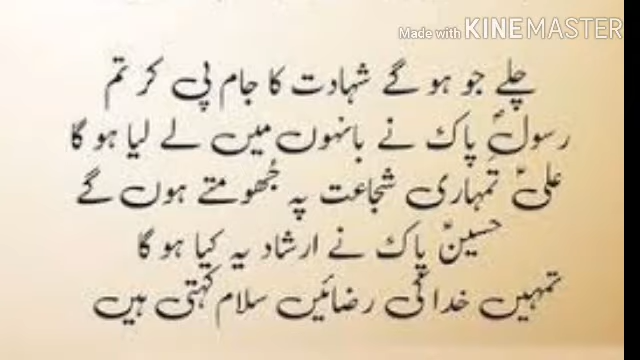 Made with KINEMASTER
چلے جو ہو گے شہادت کا جام پی کر تم
رسولِؐ پاک نے بانہوں میں لے لیا ہو گا
علیؑ تمہاری شجاعت پہ جُھومتے ہوں گے
حسینؑ پاک نے ارشاد یہ کیا ہو گا
تمہیں خدا کی رضائیں سلام کہتی ہیں